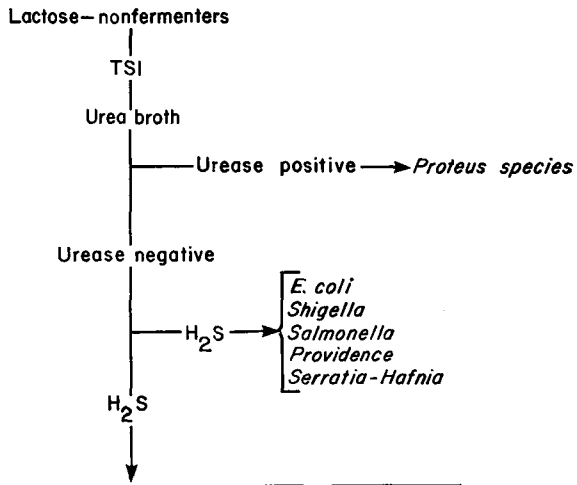 Lactose-nonfermenters
TSI
Urea broth
Urease positive
Proteus species
Urease negative
H2S
E. coli
Shigella
Salmonella
Providence
Serratia-Hafnia
H2S